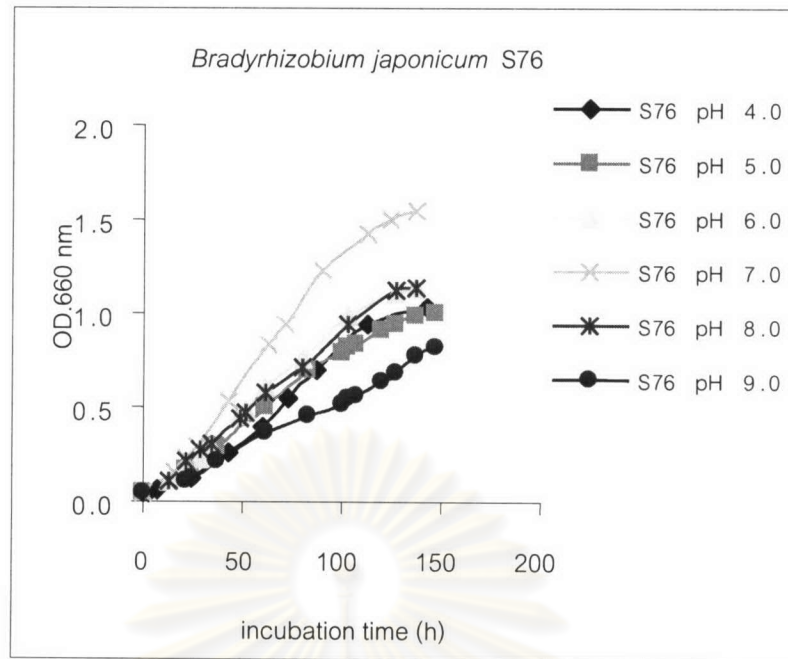 Bradyrhizobium japonicum S76
S76 pH 4.0
S76 pH 5.0
S76 pH 6.0
S76 pH 7.0
S76 pH 8.0
S76 pH 9.0
OD.660 nm
2.0
1.5
1.0
0.5
0.0
0 50 100 150 200
incubation time (h)